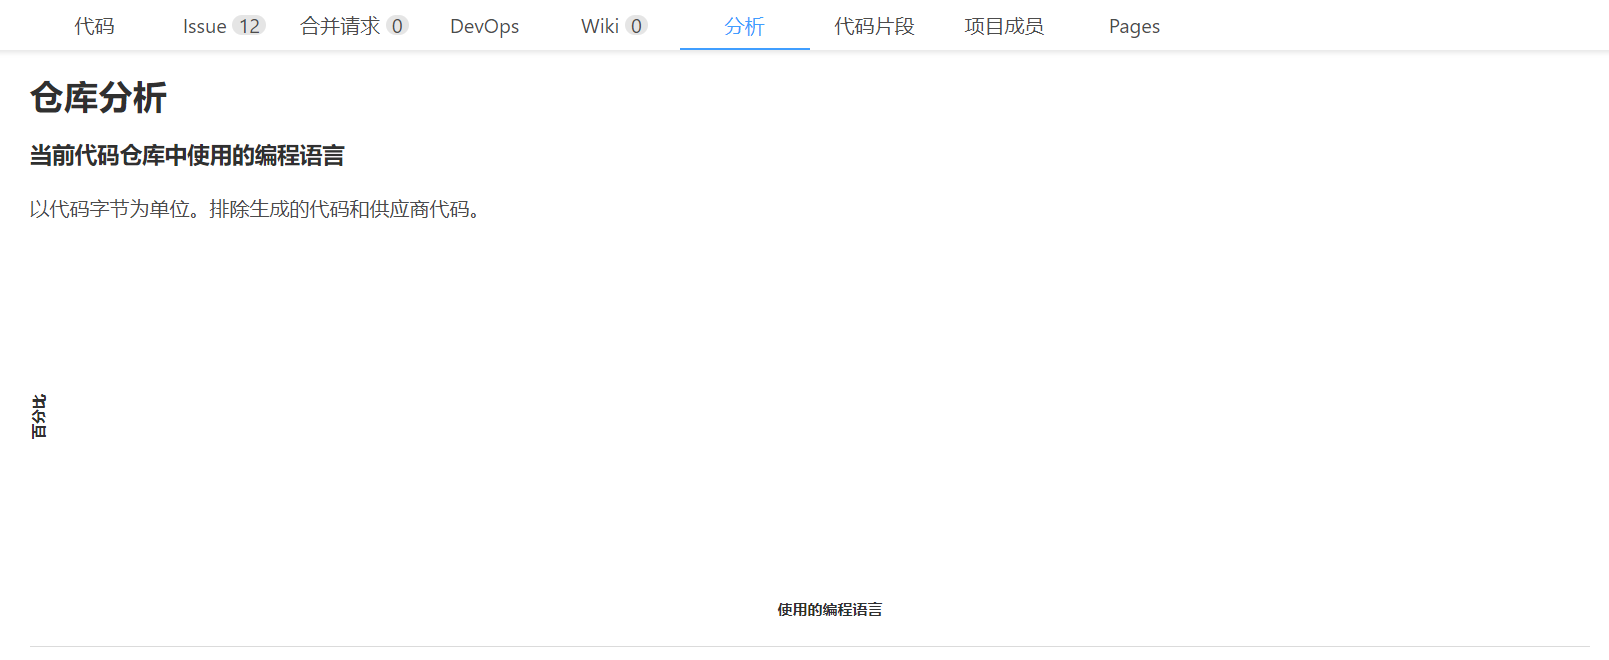 代码 Issue 12 合并请求 0 DevOps Wiki 0 分析 代码片段 项目成员 Pages
仓库分析
当前代码仓库中使用的编程语言
以代码字节为单位。排除生成的代码和供应商代码。
百分比
使用的编程语言